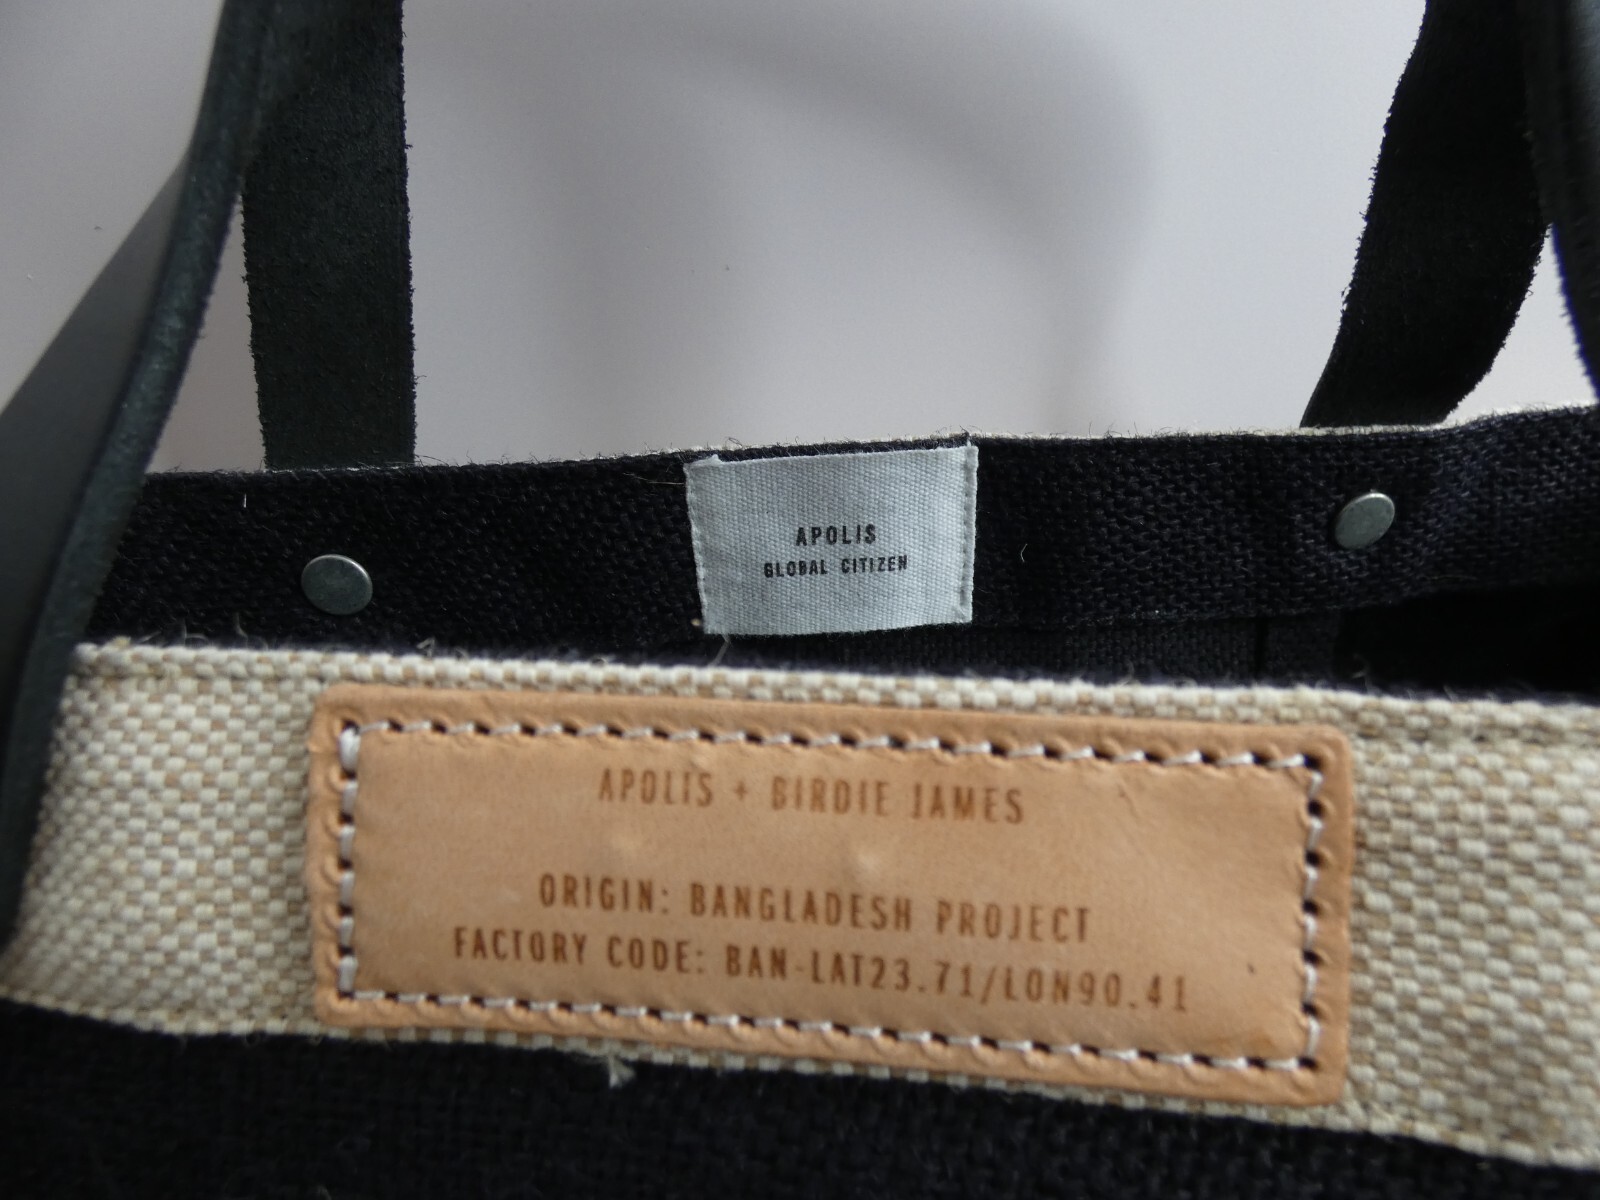 APOLIS
GLOBAL CITIZEN
APOLIS + BIRDIE JAMES
ORIGIN: BANGLADESH PROJECT
FACTORY CODE: BAN-LAT23.71/LON90.41